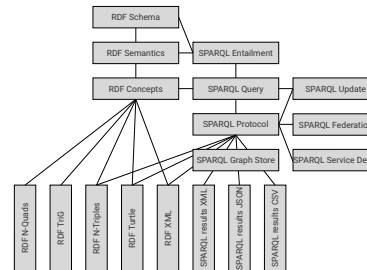 RDF Schema
RDF Semantics
SPARQL Entailment
RDF Concepts
SPARQL Query
SPARQL Update
SPARQL Protocol
SPARQL Federation
SPARQL Graph Store
SPARQL Service De
RDF N-Quads
RDF TriG
RDF N-Triples
RDF Turtle
RDF XML
SPARQL results XML
SPARQL results JSON
SPARQL results CSV